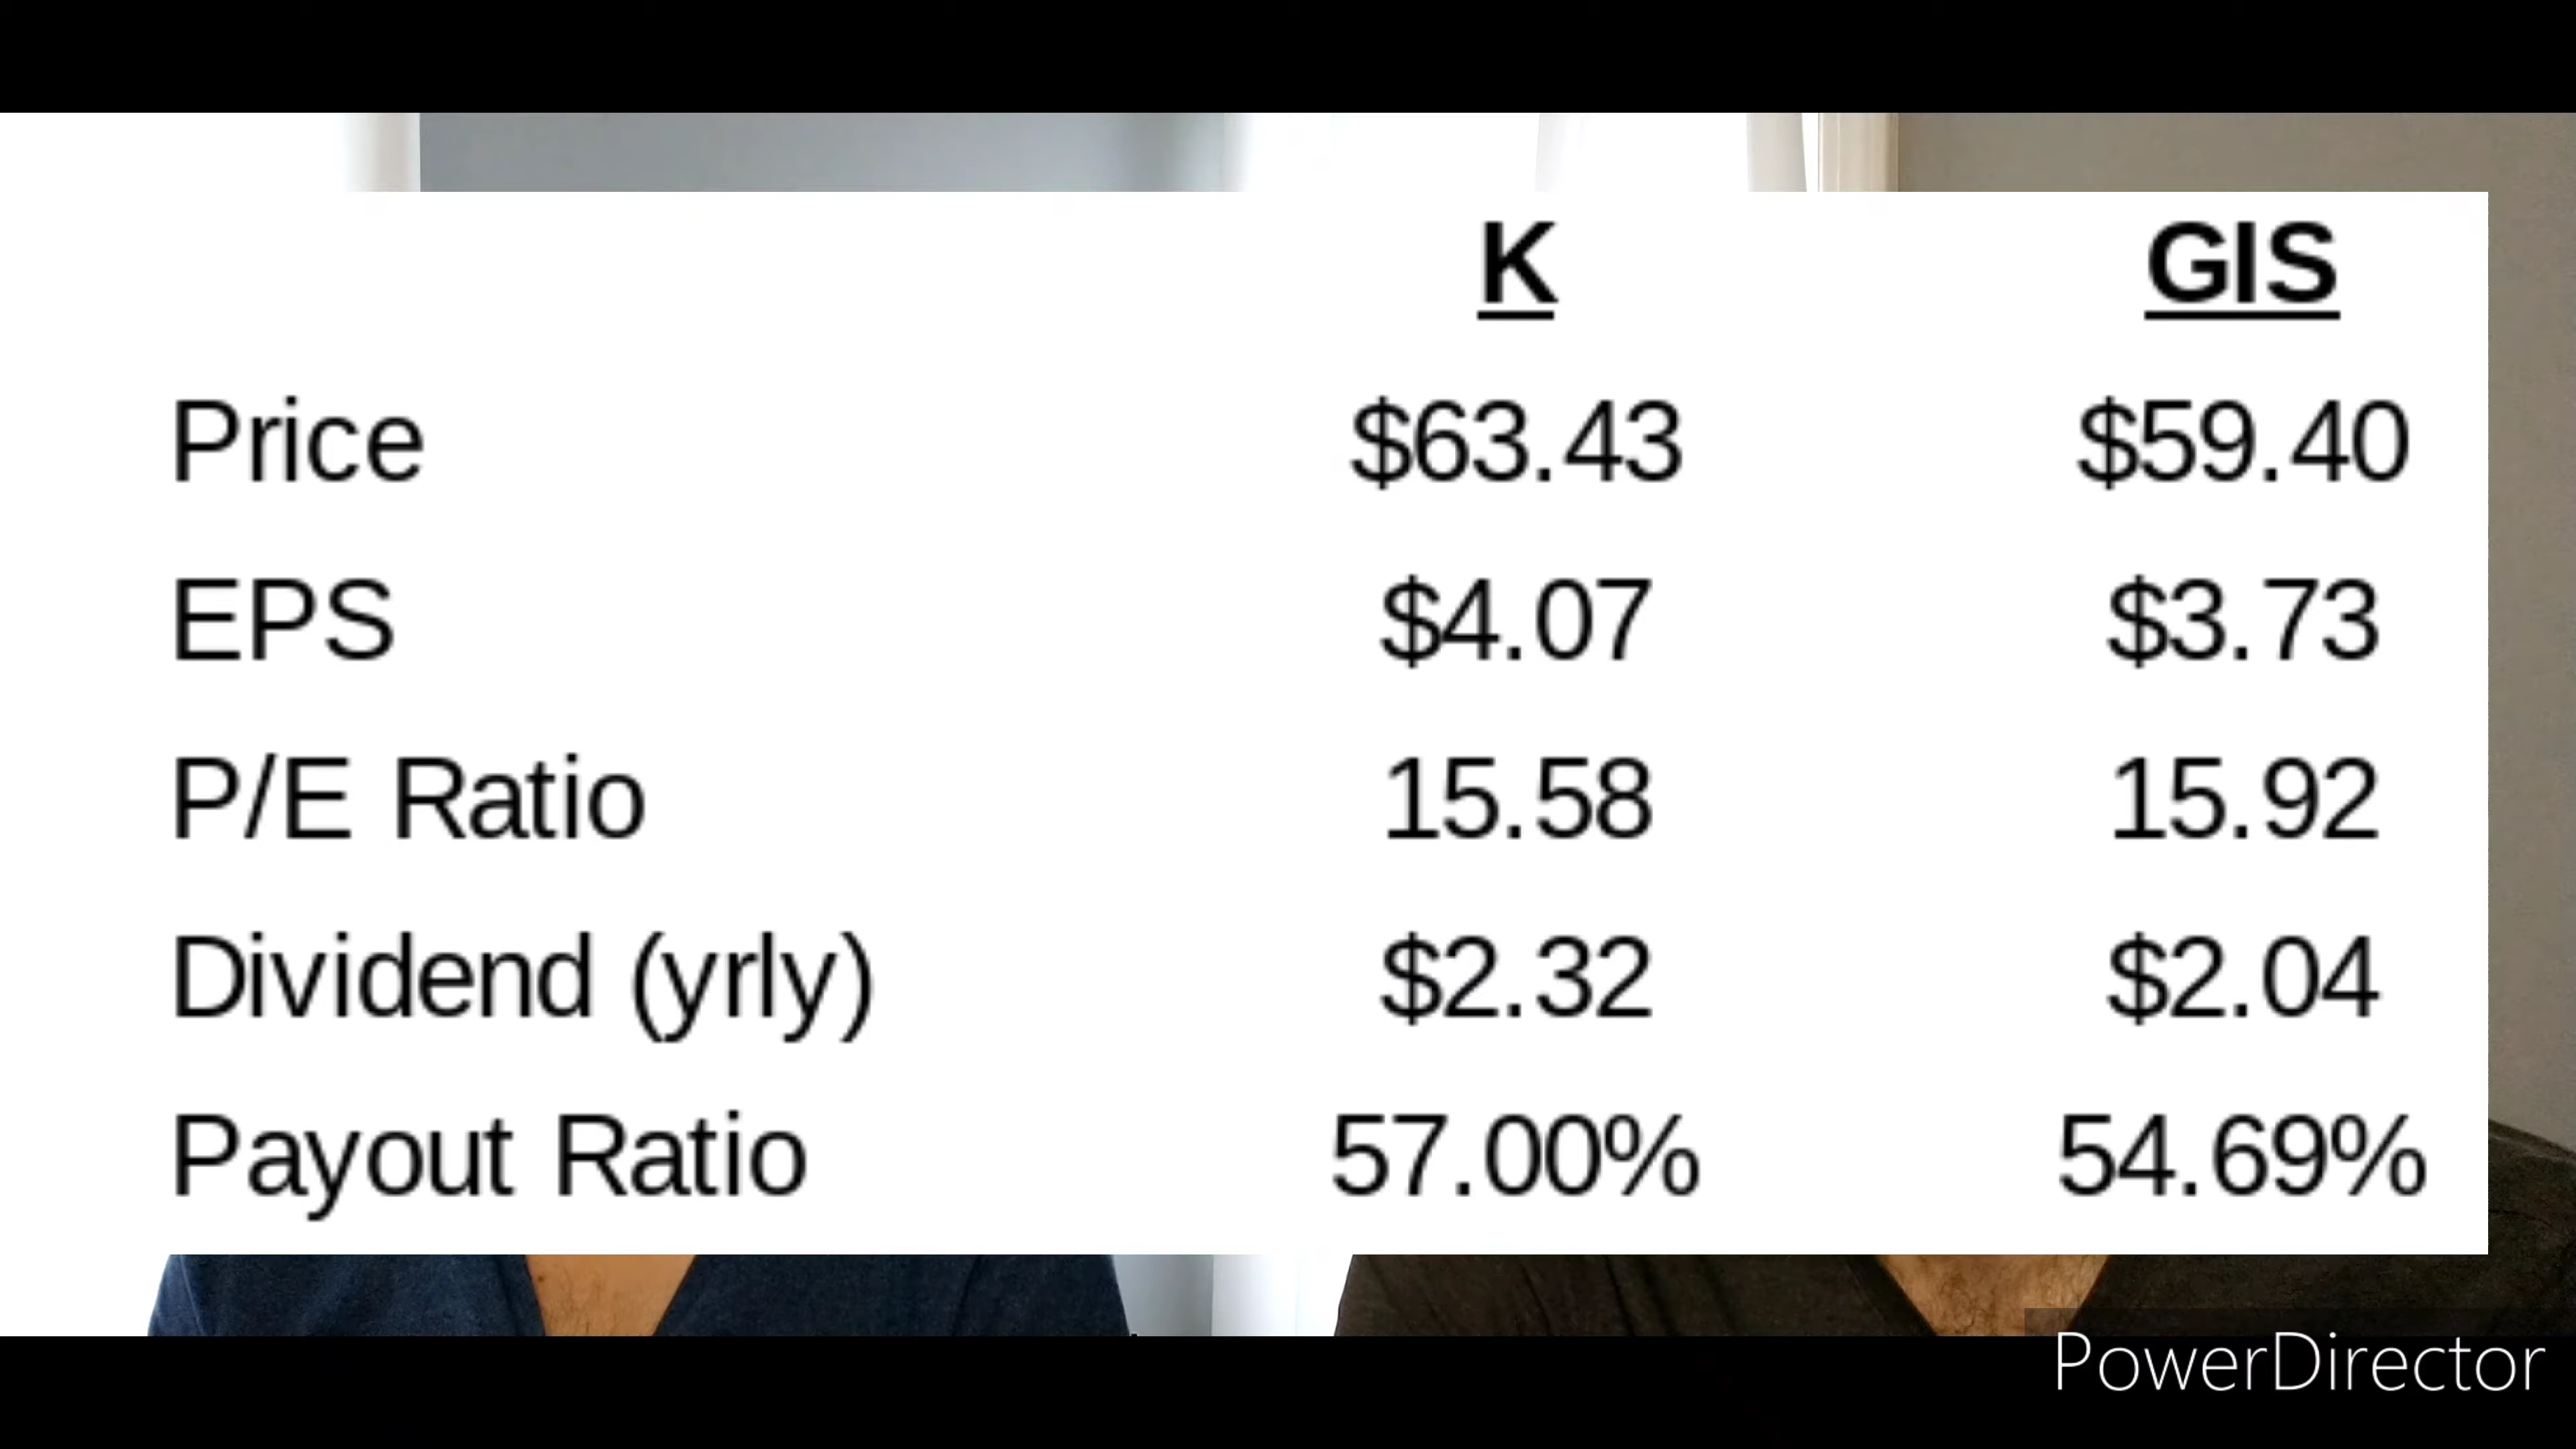 K GIS
Price $63.43 $59.40
EPS $4.07 $3.73
P/E Ratio 15.58 15.92
Dividend (yrly) $2.32 $2.04
Payout Ratio 57.00% 54.69%
PowerDirector